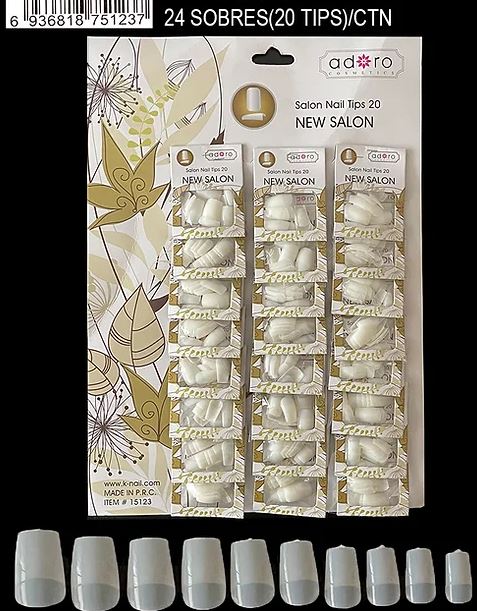 6 936818 751237
24 SOBRES(20 TIPS)/CTN
adoro
COSMETICS
Salon Nail Tips 20
NEW SALON
adoro
Salon Nail Tips 20
NEW SALON
adoro
Salon Nail Tips 20
NEW SALON
adoro
Salon Nail Tips 20
NEW SALON
www.k-nail.com
MADE IN P.R.C.
ITEM # 15123